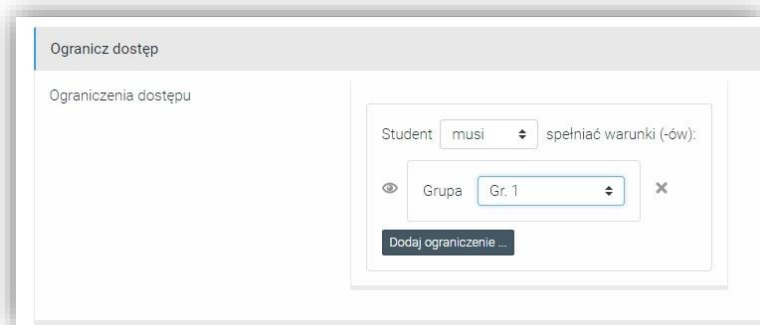 Ogranicz dostęp
Ograniczenia dostępu
Student musi spełniać warunki (-ów):
Grupa Gr. 1
Dodaj ograniczenie ...